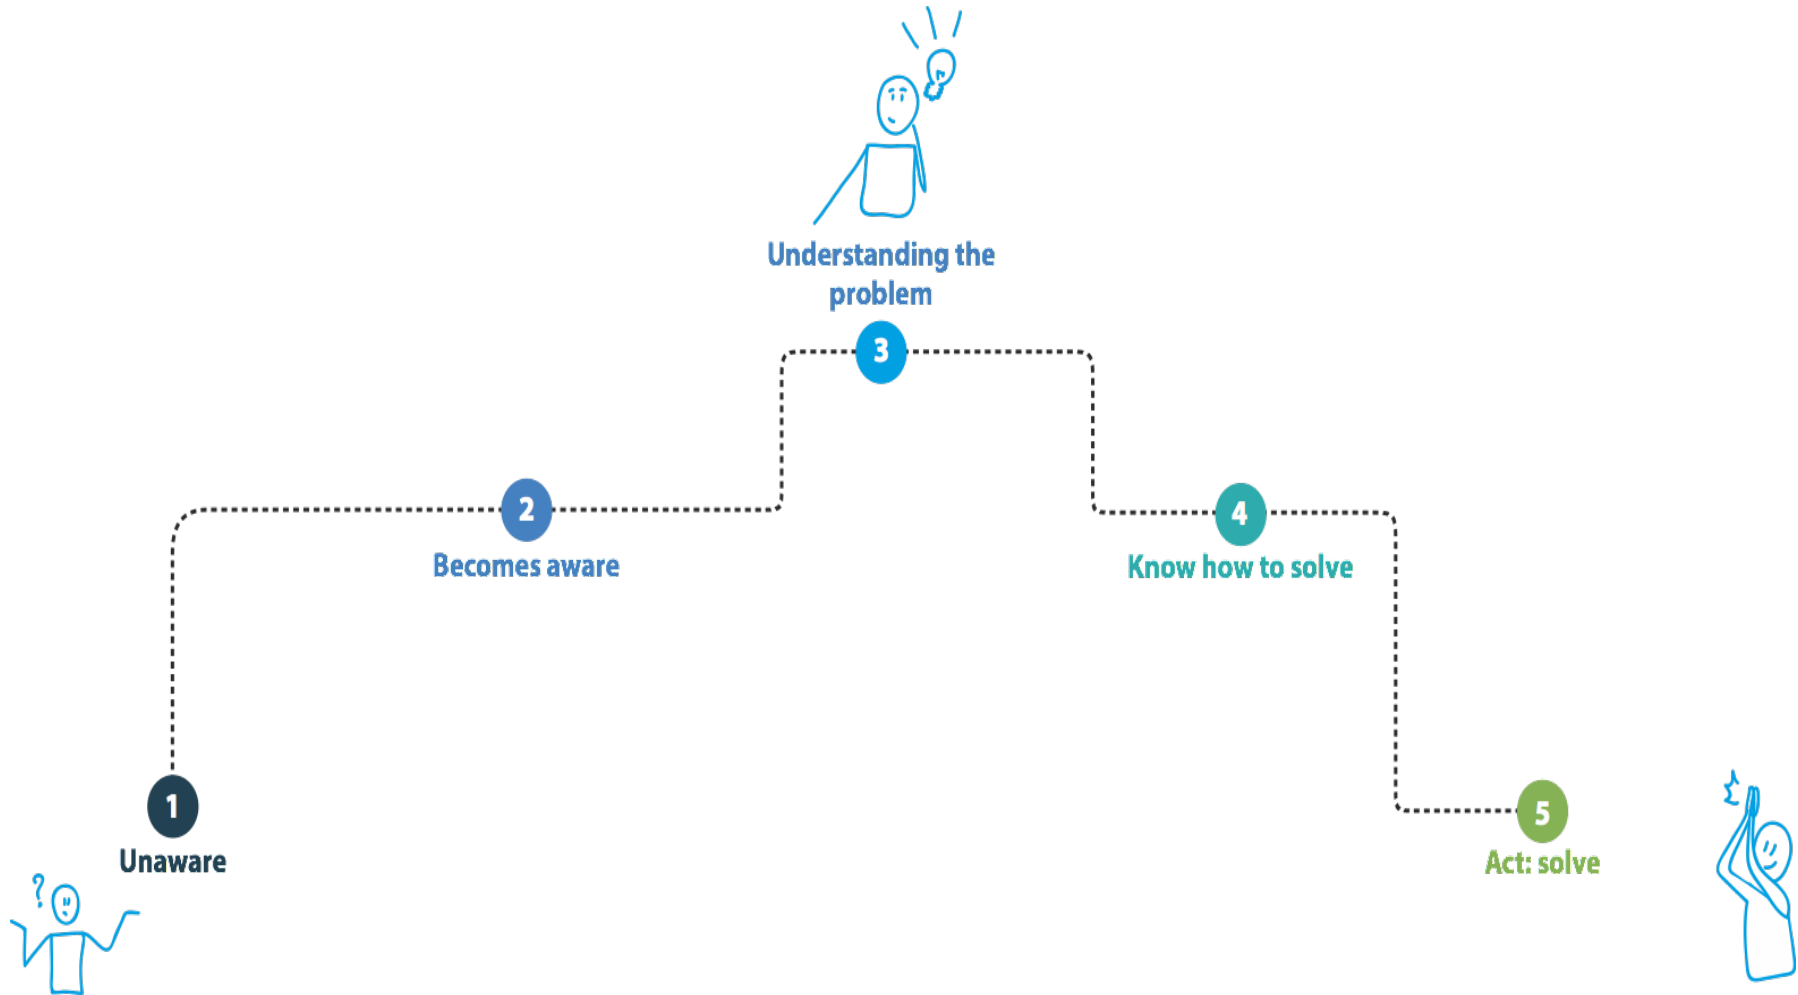 Understanding the
problem
3
2
Becomes aware
4
Know how to solve
1
Unaware
?
5
Act: solve